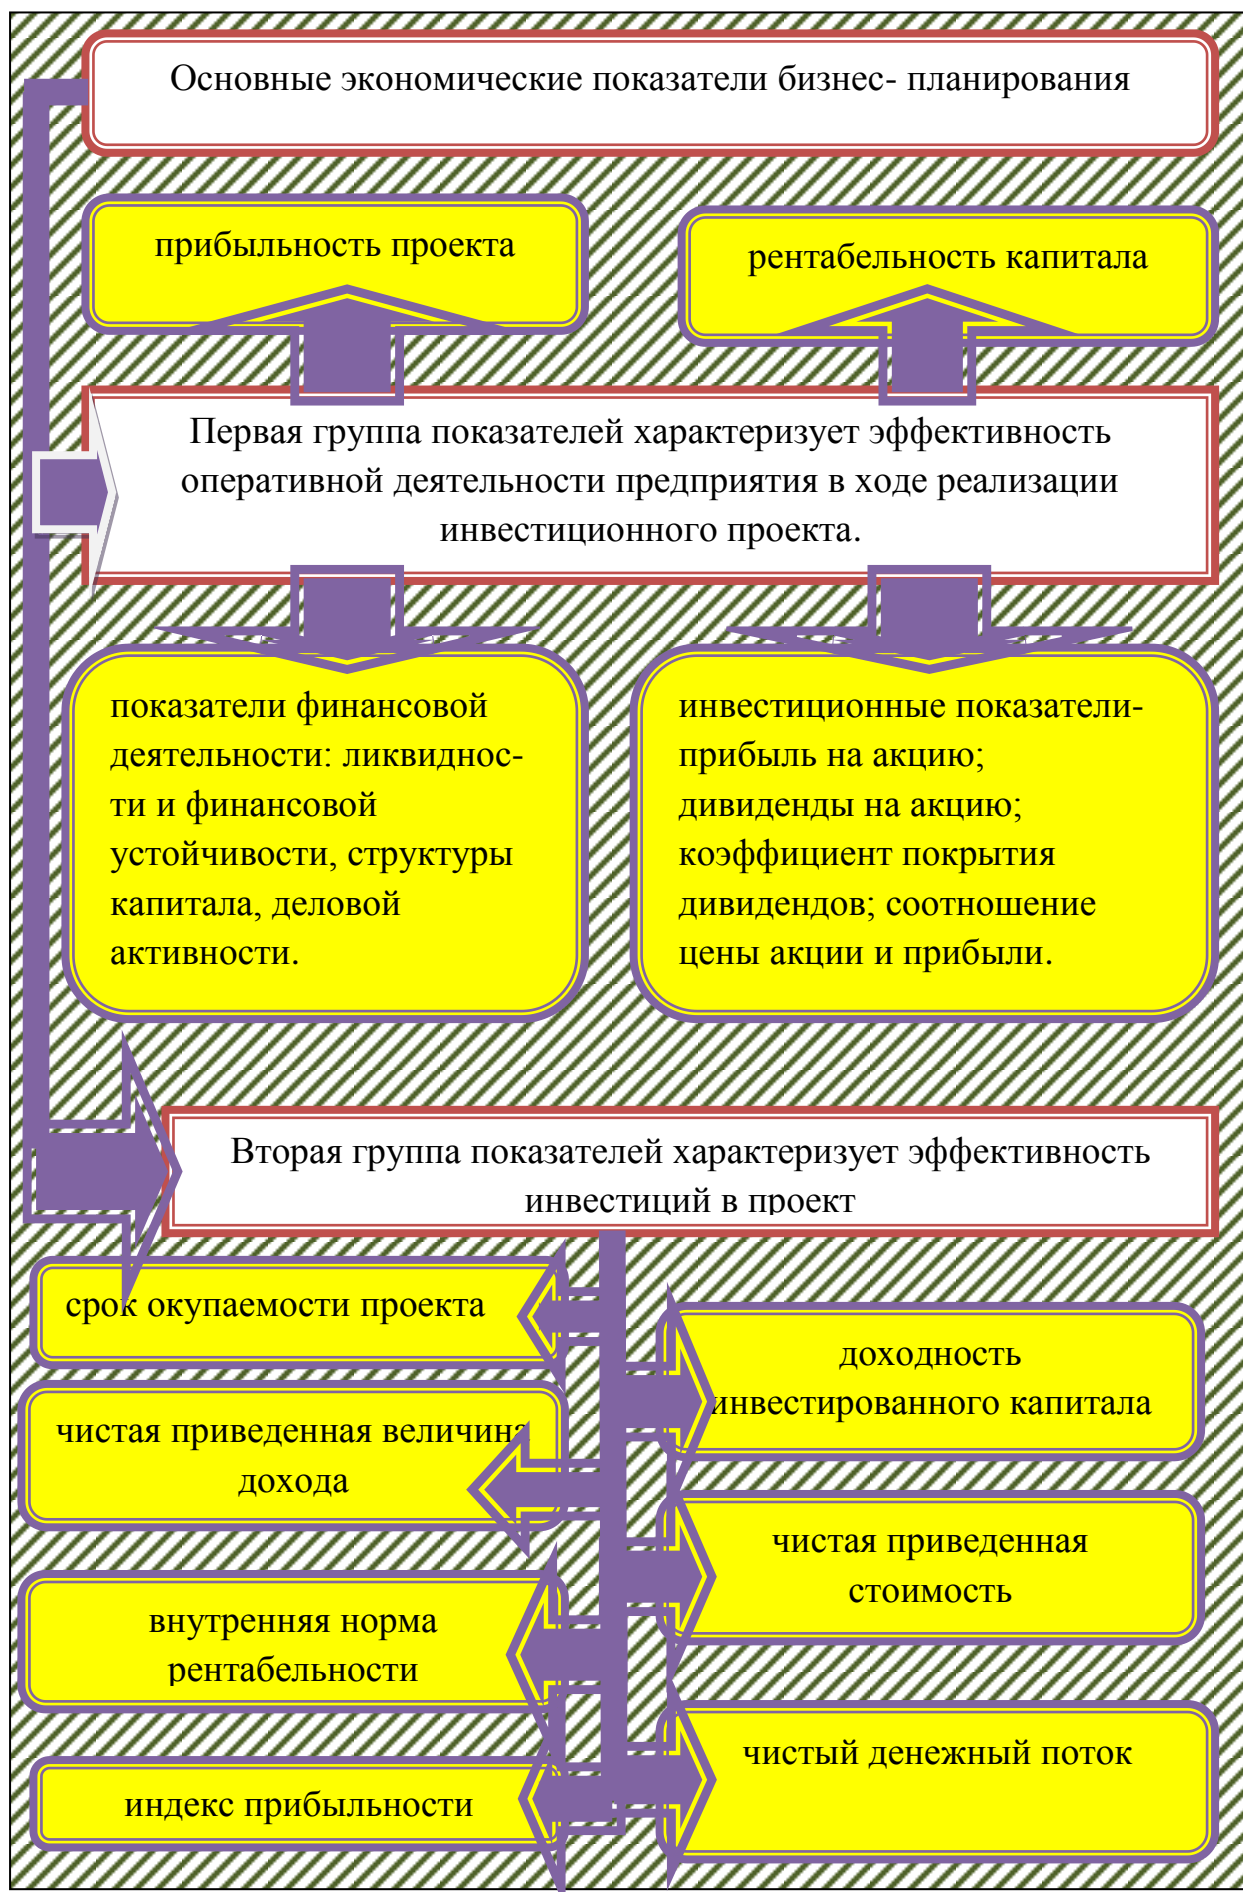 Основные экономические показатели бизнес- планирования
прибыльность проекта
рентабельность капитала
Первая группа показателей характеризует эффективность
оперативной деятельности предприятия в ходе реализации
инвестиционного проекта.
показатели финансовой
деятельности: ликвиднос-
ти и финансовой
устойчивости, структуры
капитала, деловой
активности.
инвестиционные показатели-
прибыль на акцию;
дивиденды на акцию;
коэффициент покрытия
дивидендов; соотношение
цены акции и прибыли.
Вторая группа показателей характеризует эффективность
инвестиций в проект
срок окупаемости проекта
доходность
инвестированного капитала
чистая приведенная величина
дохода
чистая приведенная
стоимость
внутренняя норма
рентабельности
чистый денежный поток
индекс прибыльности